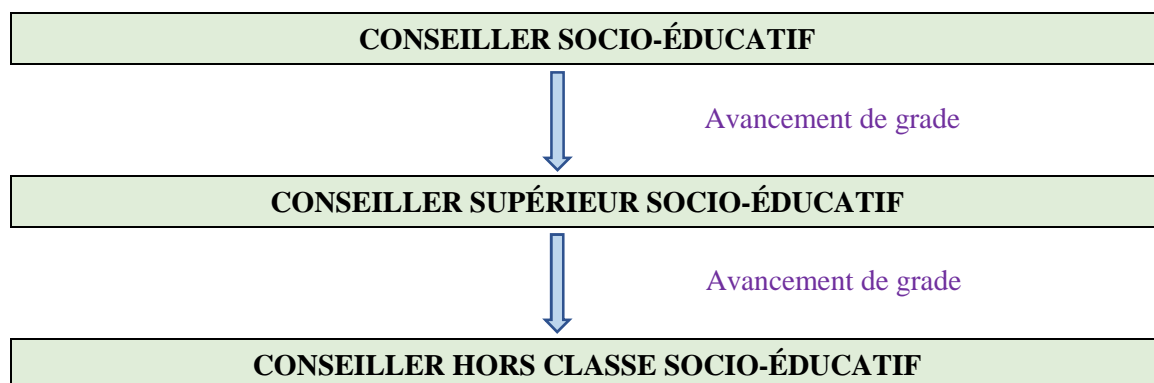 CONSEILLER SOCIO-ÉDUCATIF
Avancement de grade
CONSEILLER SUPÉRIEUR SOCIO-ÉDUCATIF
Avancement de grade
CONSEILLER HORS CLASSE SOCIO-ÉDUCATIF